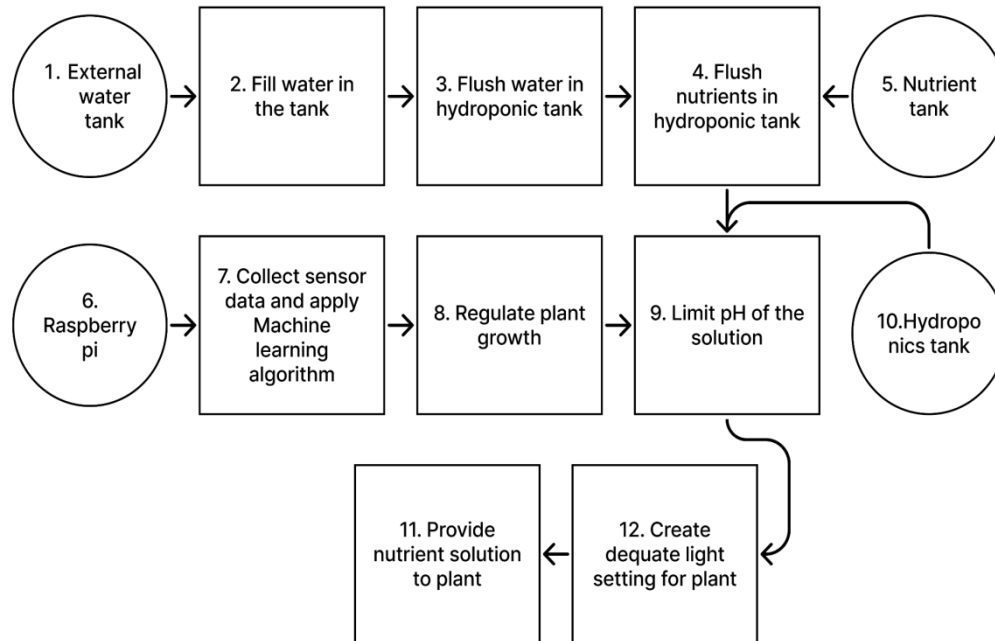 1. External
water
tank
2. Fill water in
the tank
3. Flush water in
hydroponic tank
4. Flush
nutrients in
hydroponic tank
5. Nutrient
tank
6.
Raspberry
pi
7. Collect sensor
data and apply
Machine
learning
algorithm
8. Regulate plant
growth
9. Limit pH of the
solution
10.Hydropo
nics tank
11. Provide
nutrient solution
to plant
12. Create
dequate light
setting for plant